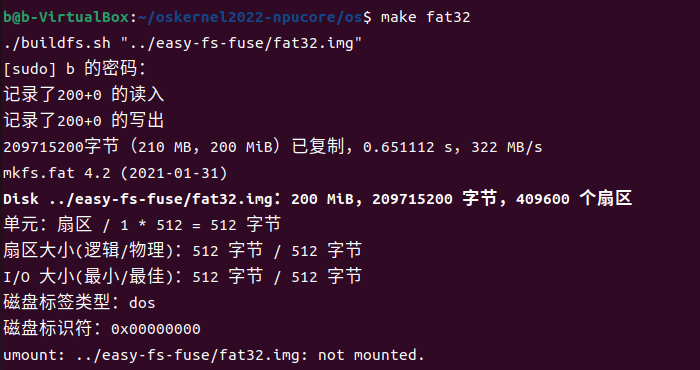 b@b-VirtualBox:~/oskernel2022-npucore/os$ make fat32
./buildfs.sh "../easy-fs-fuse/fat32.img"
[sudo] b 的密码：
记录了200+0 的读入
记录了200+0 的写出
209715200字节（210 MB，200 MiB）已复制，0.651112 s，322 MB/s
mkfs.fat 4.2 (2021-01-31)
Disk ../easy-fs-fuse/fat32.img：200 MiB，209715200 字节，409600 个扇区
单元：扇区 / 1 * 512 = 512 字节
扇区大小(逻辑/物理)：512 字节 / 512 字节
I/O 大小(最小/最佳)：512 字节 / 512 字节
磁盘标签类型：dos
磁盘标识符：0x00000000
umount: ../easy-fs-fuse/fat32.img: not mounted.